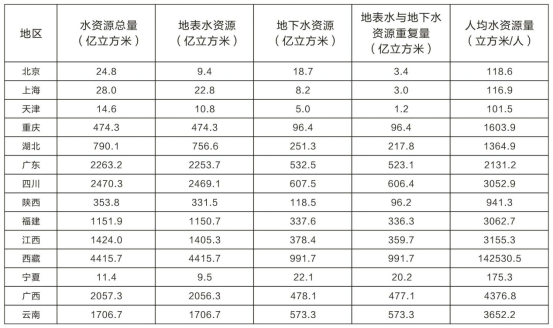 地区 水资源总量（亿立方米） 地表水资源（亿立方米） 地下水资源（亿立方米） 地表水与地下水资源重复量（亿立方米） 人均水资源量（立方米/人）
北京 24.8 9.4 18.7 3.4 118.6
上海 28.0 22.8 8.2 3.0 116.9
天津 14.6 10.8 5.0 1.2 101.5
重庆 474.3 474.3 96.4 96.4 1603.9
湖北 790.1 756.6 251.3 217.8 1364.9
广东 2263.2 2253.7 532.5 523.1 2131.2
四川 2470.3 2469.1 607.5 606.4 3052.9
陕西 353.8 331.5 118.5 96.2 941.3
福建 1151.9 1150.7 337.6 336.3 3062.7
江西 1424.0 1405.3 378.4 359.7 3155.3
西藏 4415.7 4415.7 991.7 991.7 142530.5
宁夏 11.4 9.5 22.1 20.2 175.3
广西 2057.3 2056.3 478.1 477.1 4376.8
云南 1706.7 1706.7 573.3 573.3 3652.2